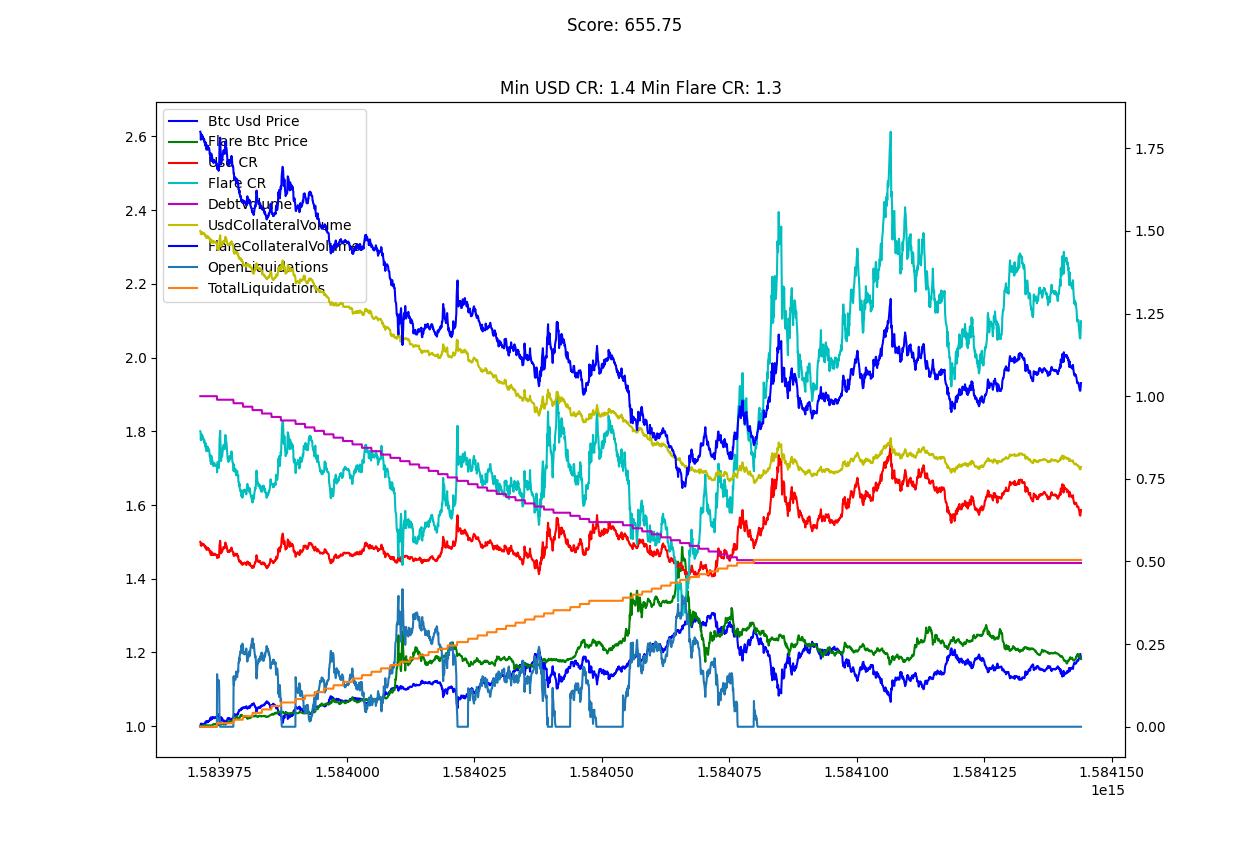 Score: 655.75
Min USD CR: 1.4 Min Flare CR: 1.3
Btc Usd Price
Flare Btc Price
Usd CR
Flare CR
DebtVolume
UsdCollateralVolume
FlareCollateralVolume
OpenLiquidations
TotalLiquidations
2.6
2.4
2.2
2.0
1.8
1.6
1.4
1.2
1.0
1.75
1.50
1.25
1.00
0.75
0.50
0.25
0.00
1.583975 1.584000 1.584025 1.584050 1.584075 1.584100 1.584125 1.584150
1e15